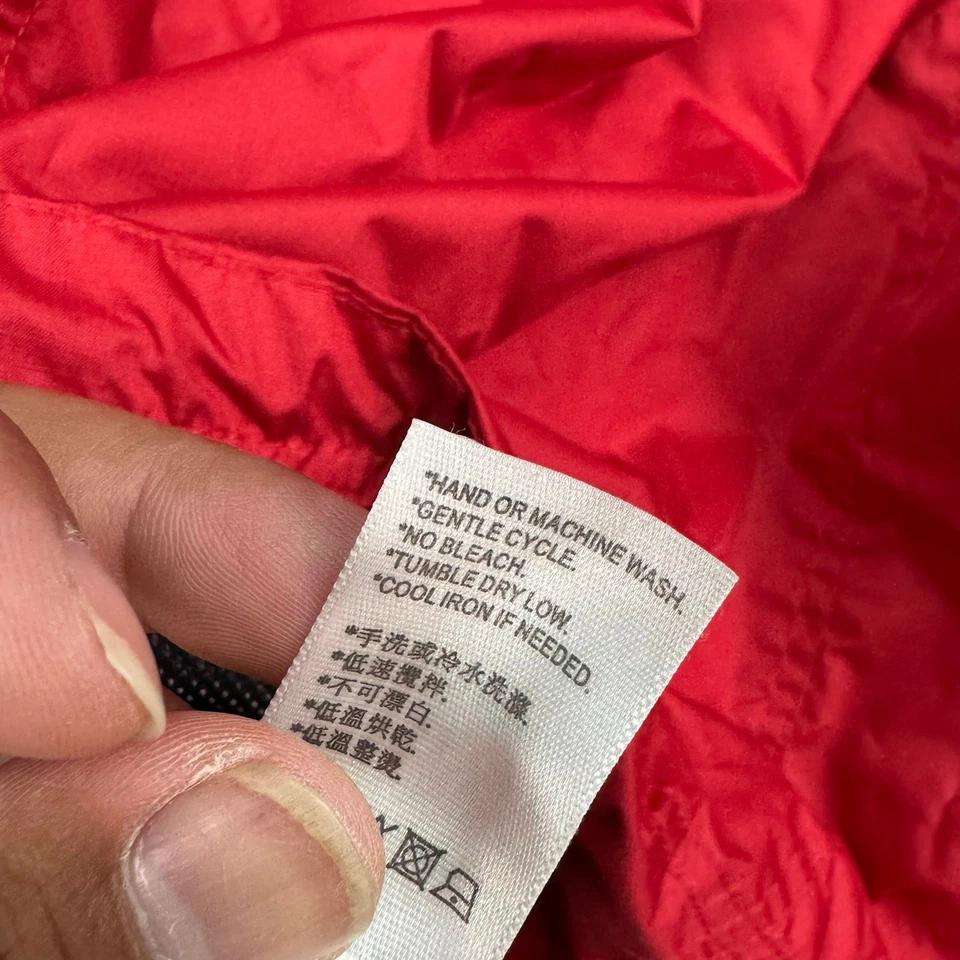 *HAND OR MACHINE WASH.
*GENTLE CYCLE.
*NO BLEACH.
*TUMBLE DRY LOW.
*COOL IRON IF NEEDED.
*手洗或冷水洗滌.
*低速攪拌.
*不可漂白.
*低溫烘乾.
*低溫整燙.